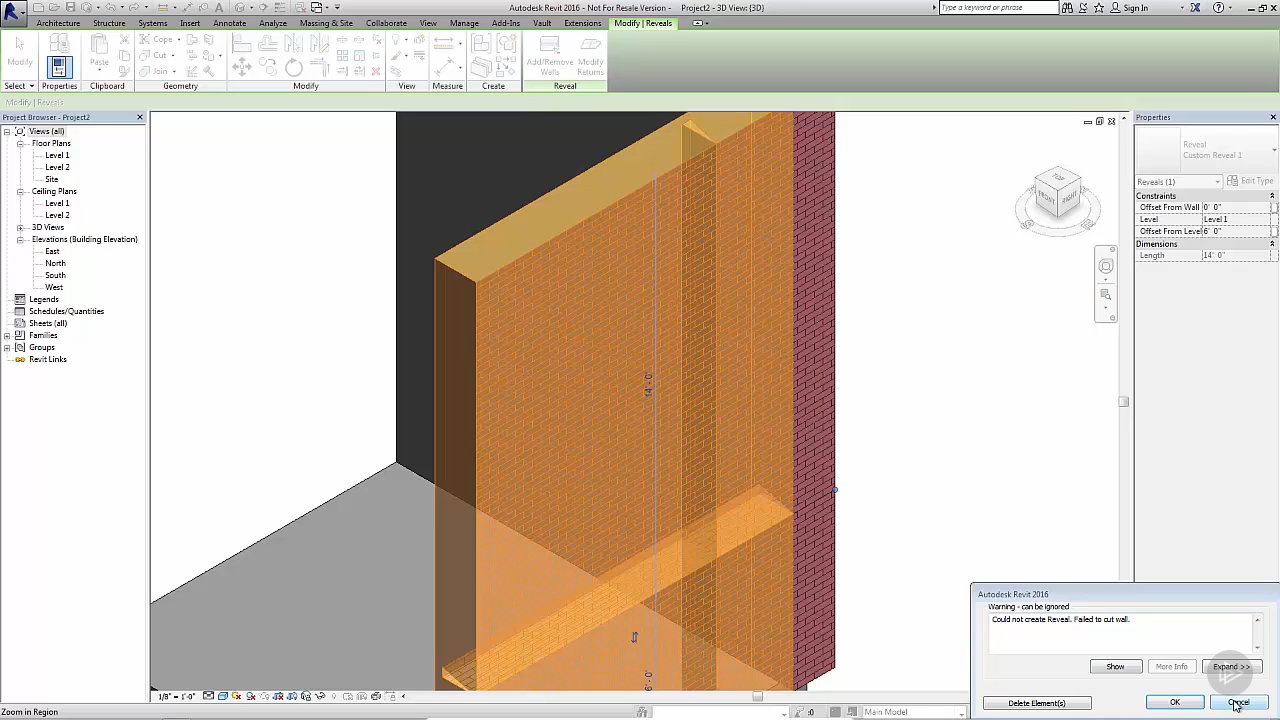 Autodesk Revit 2016 - Not For Resale Version - Project2 - 3D View: {3D}
Type a keyword or phrase
Sign In
Architecture Structure Systems Insert Annotate Analyze Massing & Site Collaborate View Manage Add-Ins Vault Extensions Modify | Reveals
Modify Paste Cope Cut Join Add/Remove Walls Modify Returns
Select Properties Clipboard Geometry Modify View Measure Create Reveal
Modify | Reveals
Project Browser - Project2
Views (all)
Floor Plans
Level 1
Level 2
Site
Ceiling Plans
Level 1
Level 2
3D Views
Elevations (Building Elevation)
East
North
South
West
Legends
Schedules/Quantities
Sheets (all)
Families
Groups
Revit Links
14' - 0"
TOP
FRONT
RIGHT
Properties
Reveal
Custom Reveal 1
Reveals (1)
Edit Type
Constraints
Offset From Wall 0' 0"
Level Level 1
Offset From Level 6' 0"
Dimensions
Length 14' 0"
Autodesk Revit 2016
Warning - can be ignored
Could not create Reveal. Failed to cut wall.
Show More Info Expand >>
Delete Element(s) OK Cancel
1/8" = 1'-0"
Zoom in Region
:0
Main Model